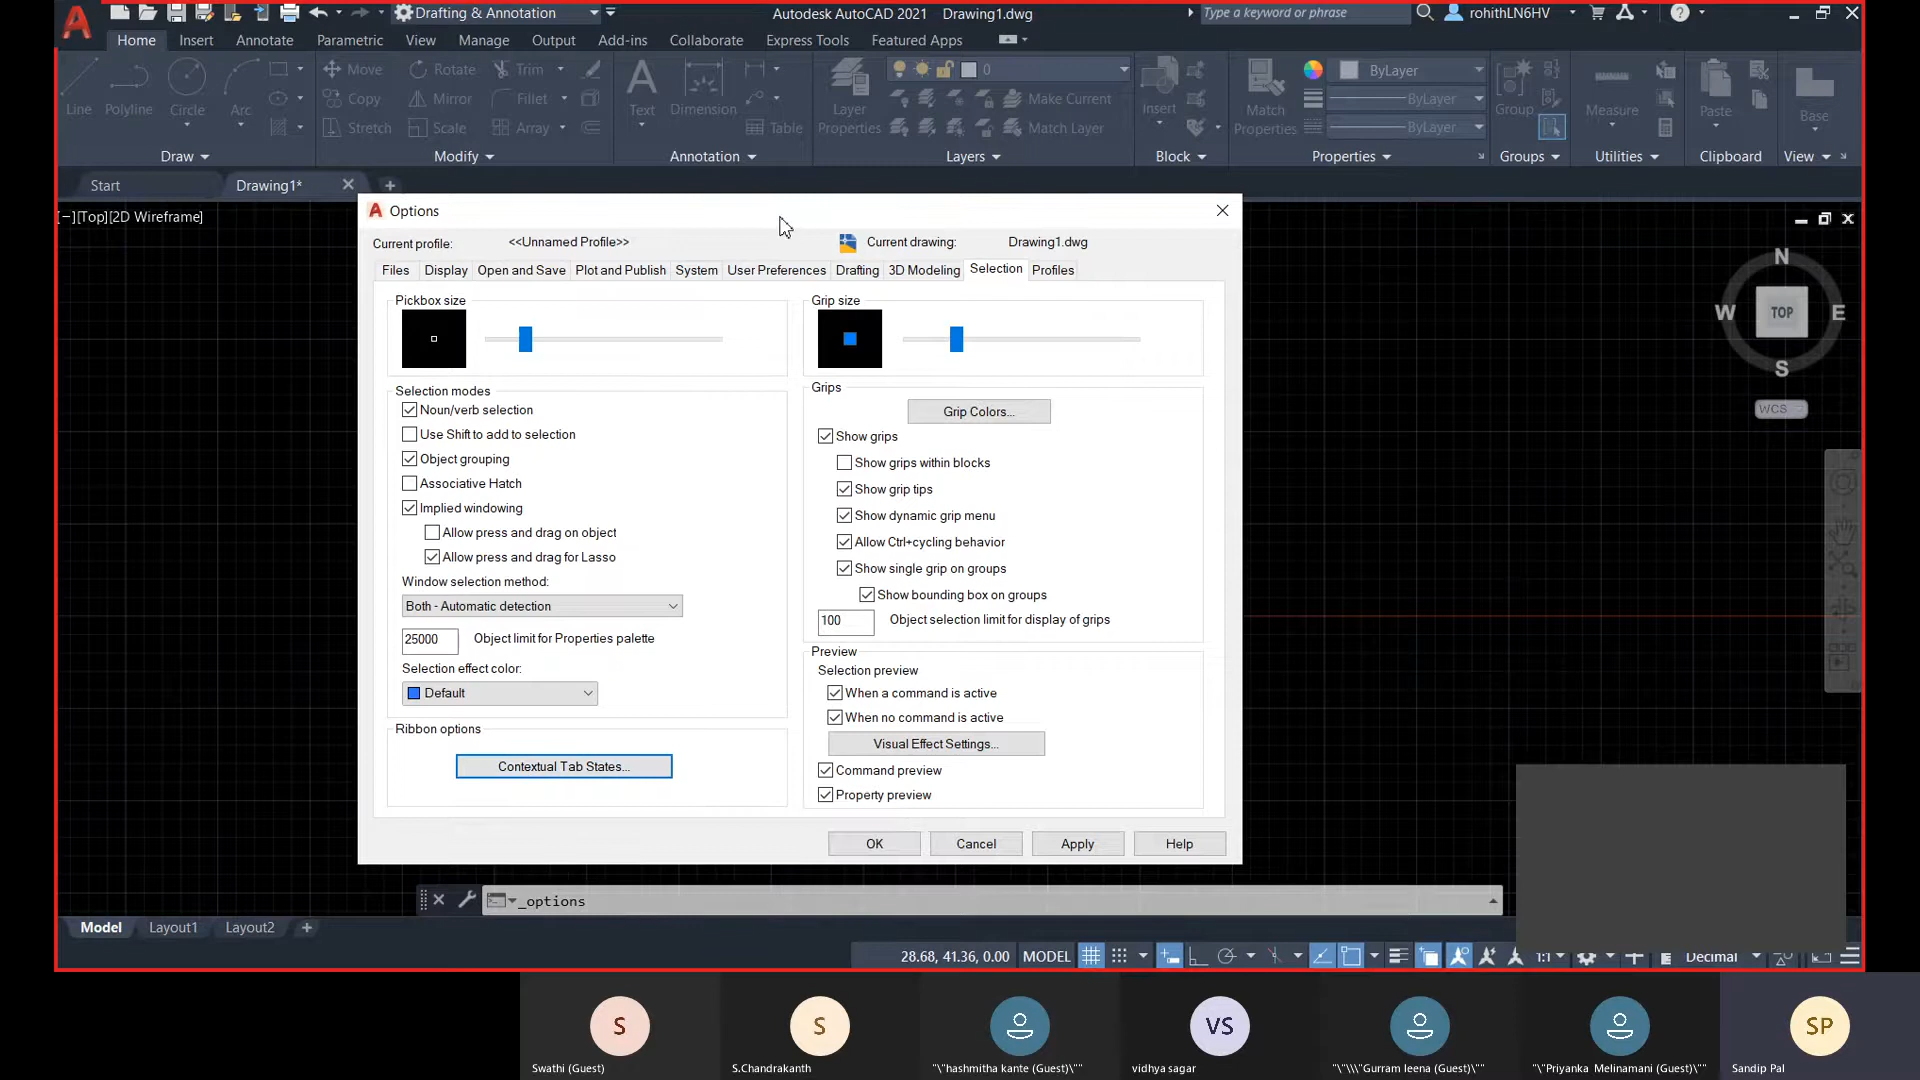 Drafting & Annotation
Autodesk AutoCAD 2021 Drawing1.dwg
Type a keyword or phrase
rohithLN6HV
Home Insert Annotate Parametric View Manage Output Add-ins Collaborate Express Tools Featured Apps
Line Polyline Circle Arc
Move Rotate Trim
Copy Mirror Fillet
Stretch Scale Array
Text Dimension Table
Layer Properties
0
Make Current
Match Layer
Insert
Match Properties
ByLayer
ByLayer
ByLayer
Group
Measure
Paste
Base
Draw Modify Annotation Layers Block Properties Groups Utilities Clipboard View
Start Drawing1*
[−][Top][2D Wireframe]
Options
Current profile: <<Unnamed Profile>> Current drawing: Drawing1.dwg
Files Display Open and Save Plot and Publish System User Preferences Drafting 3D Modeling Selection Profiles
Pickbox size
Selection modes
Noun/verb selection
Use Shift to add to selection
Object grouping
Associative Hatch
Implied windowing
Allow press and drag on object
Allow press and drag for Lasso
Window selection method:
Both - Automatic detection
25000 Object limit for Properties palette
Selection effect color:
Default
Ribbon options
Contextual Tab States...
Grip size
Grips
Grip Colors...
Show grips
Show grips within blocks
Show grip tips
Show dynamic grip menu
Allow Ctrl+cycling behavior
Show single grip on groups
Show bounding box on groups
100 Object selection limit for display of grips
Preview
Selection preview
When a command is active
When no command is active
Visual Effect Settings...
Command preview
Property preview
OK Cancel Apply Help
N
W TOP E
S
WCS
_options
Model Layout1 Layout2
28.68, 41.36, 0.00 MODEL 1:1 Decimal
S S VS SP
Swathi (Guest) S.Chandrakanth "\"hashmitha kante (Guest)\"" vidhya sagar "\"\\\"Gurram leena (Guest)\"" "\"Priyanka Melinamani (Guest)\"" Sandip Pal